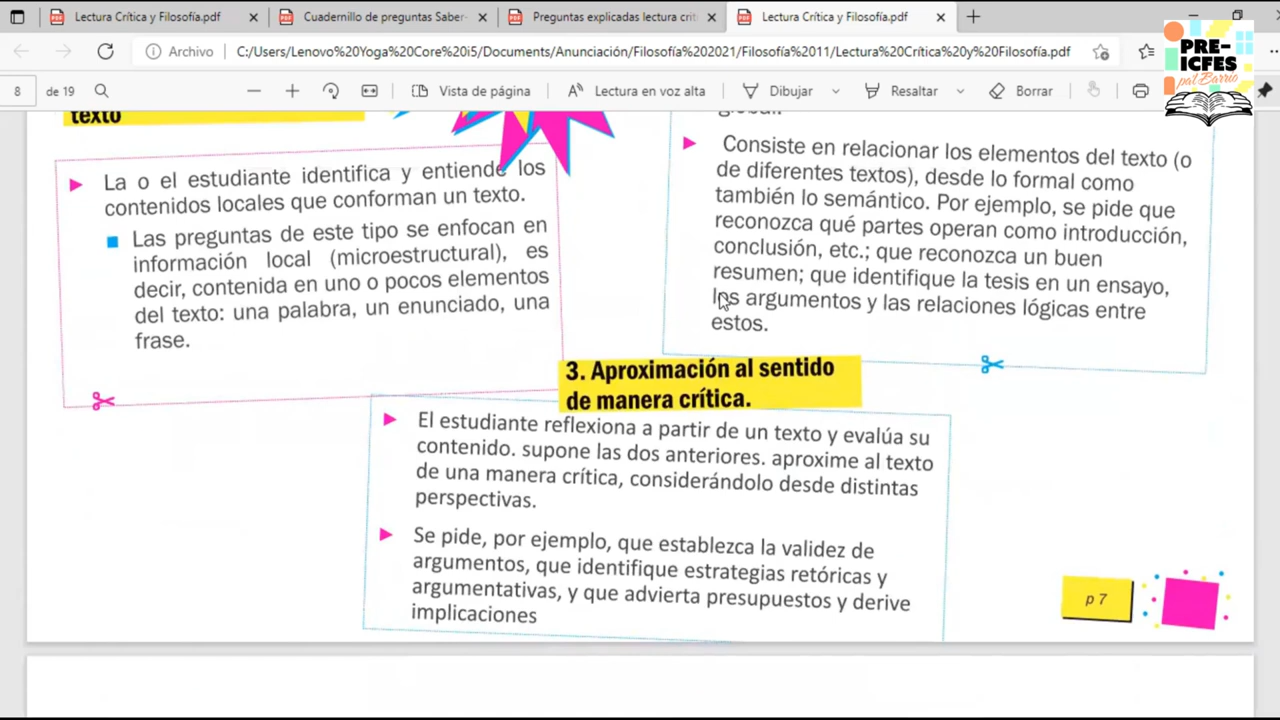 Lectura Crítica y Filosofía.pdf
Cuadernillo de preguntas Saber-
Preguntas explicadas lectura crit
Lectura Crítica y Filosofía.pdf
Archivo
C:/Users/Lenovo%20Yoga%20Core%20i5/Documents/Anunciación/Filosofía%202021/Filosofía%2011/Lectura%20Crítica%20y%20Filosofía.pdf
PRE-
ICFES
pal Barrio
8
de 19
Vista de página
Lectura en voz alta
Dibujar
Resaltar
Borrar
texto
La o el estudiante identifica y entiende los
contenidos locales que conforman un texto.
Las preguntas de este tipo se enfocan en
información local (microestructural), es
decir, contenida en uno o pocos elementos
del texto: una palabra, un enunciado, una
frase.
Consiste en relacionar los elementos del texto (o
de diferentes textos), desde lo formal como
también lo semántico. Por ejemplo, se pide que
reconozca qué partes operan como introducción,
conclusión, etc.; que reconozca un buen
resumen; que identifique la tesis en un ensayo,
los argumentos y las relaciones lógicas entre
estos.
3. Aproximación al sentido
de manera crítica.
El estudiante reflexiona a partir de un texto y evalúa su
contenido. supone las dos anteriores. aproxime al texto
de una manera crítica, considerándolo desde distintas
perspectivas.
Se pide, por ejemplo, que establezca la validez de
argumentos, que identifique estrategias retóricas y
argumentativas, y que advierta presupuestos y derive
implicaciones
p 7